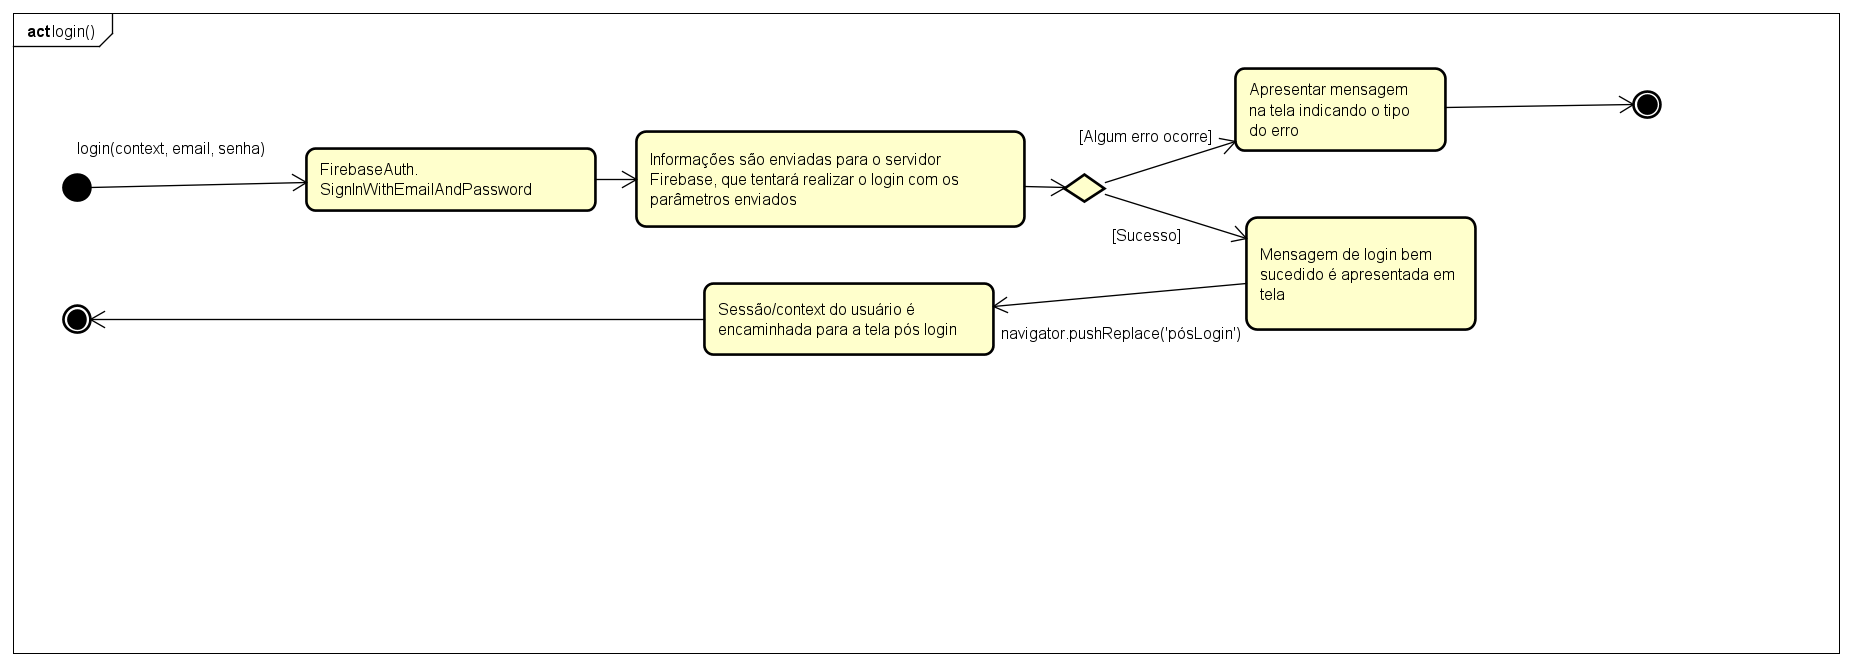 act login()
login(context, email, senha)
FirebaseAuth.
SignInWithEmailAndPassword
Informações são enviadas para o servidor
Firebase, que tentará realizar o login com os
parâmetros enviados
[Algum erro ocorre]
Apresentar mensagem
na tela indicando o tipo
do erro
[Sucesso]
Mensagem de login bem
sucedido é apresentada em
tela
navigator.pushReplace('pósLogin')
Sessão/context do usuário é
encaminhada para a tela pós login